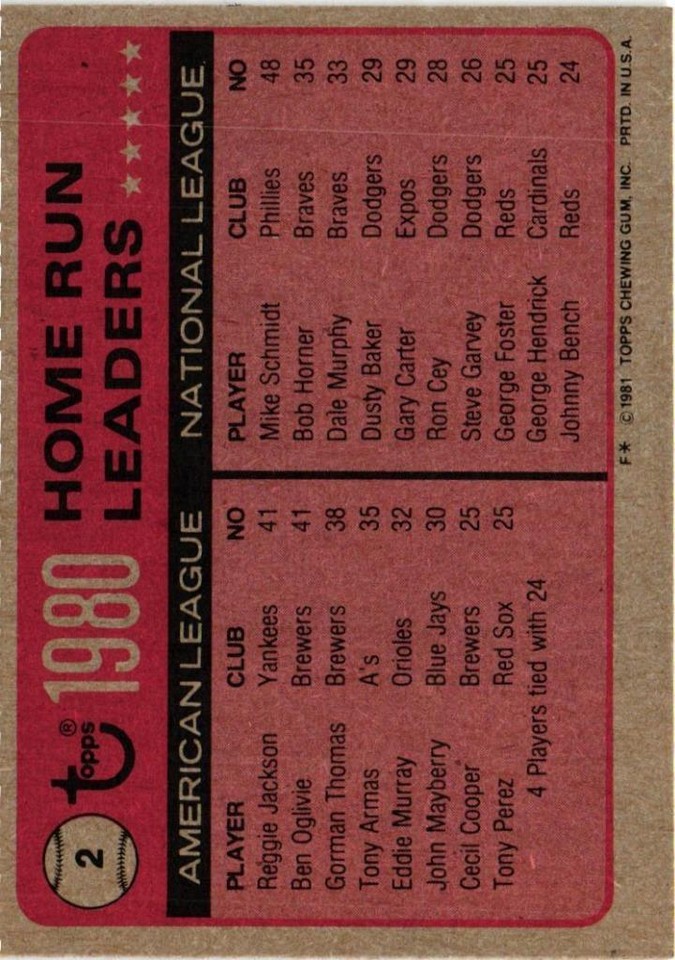 2 Topps® 1980 HOME RUN
LEADERS
AMERICAN LEAGUE NATIONAL LEAGUE
PLAYER CLUB NO
Reggie Jackson Yankees 41
Ben Oglivie Brewers 41
Gorman Thomas Brewers 38
Tony Armas A's 35
Eddie Murray Orioles 32
John Mayberry Blue Jays 30
Cecil Cooper Brewers 25
Tony Perez Red Sox 25
4 Players tied with 24
PLAYER CLUB NO
Mike Schmidt Phillies 48
Bob Horner Braves 35
Dale Murphy Braves 33
Dusty Baker Dodgers 29
Gary Carter Expos 29
Ron Cey Dodgers 28
Steve Garvey Dodgers 26
George Foster Reds 25
George Hendrick Cardinals 25
Johnny Bench Reds 24
F* ©1981 TOPPS CHEWING GUM, INC. PRTD. IN U.S.A.